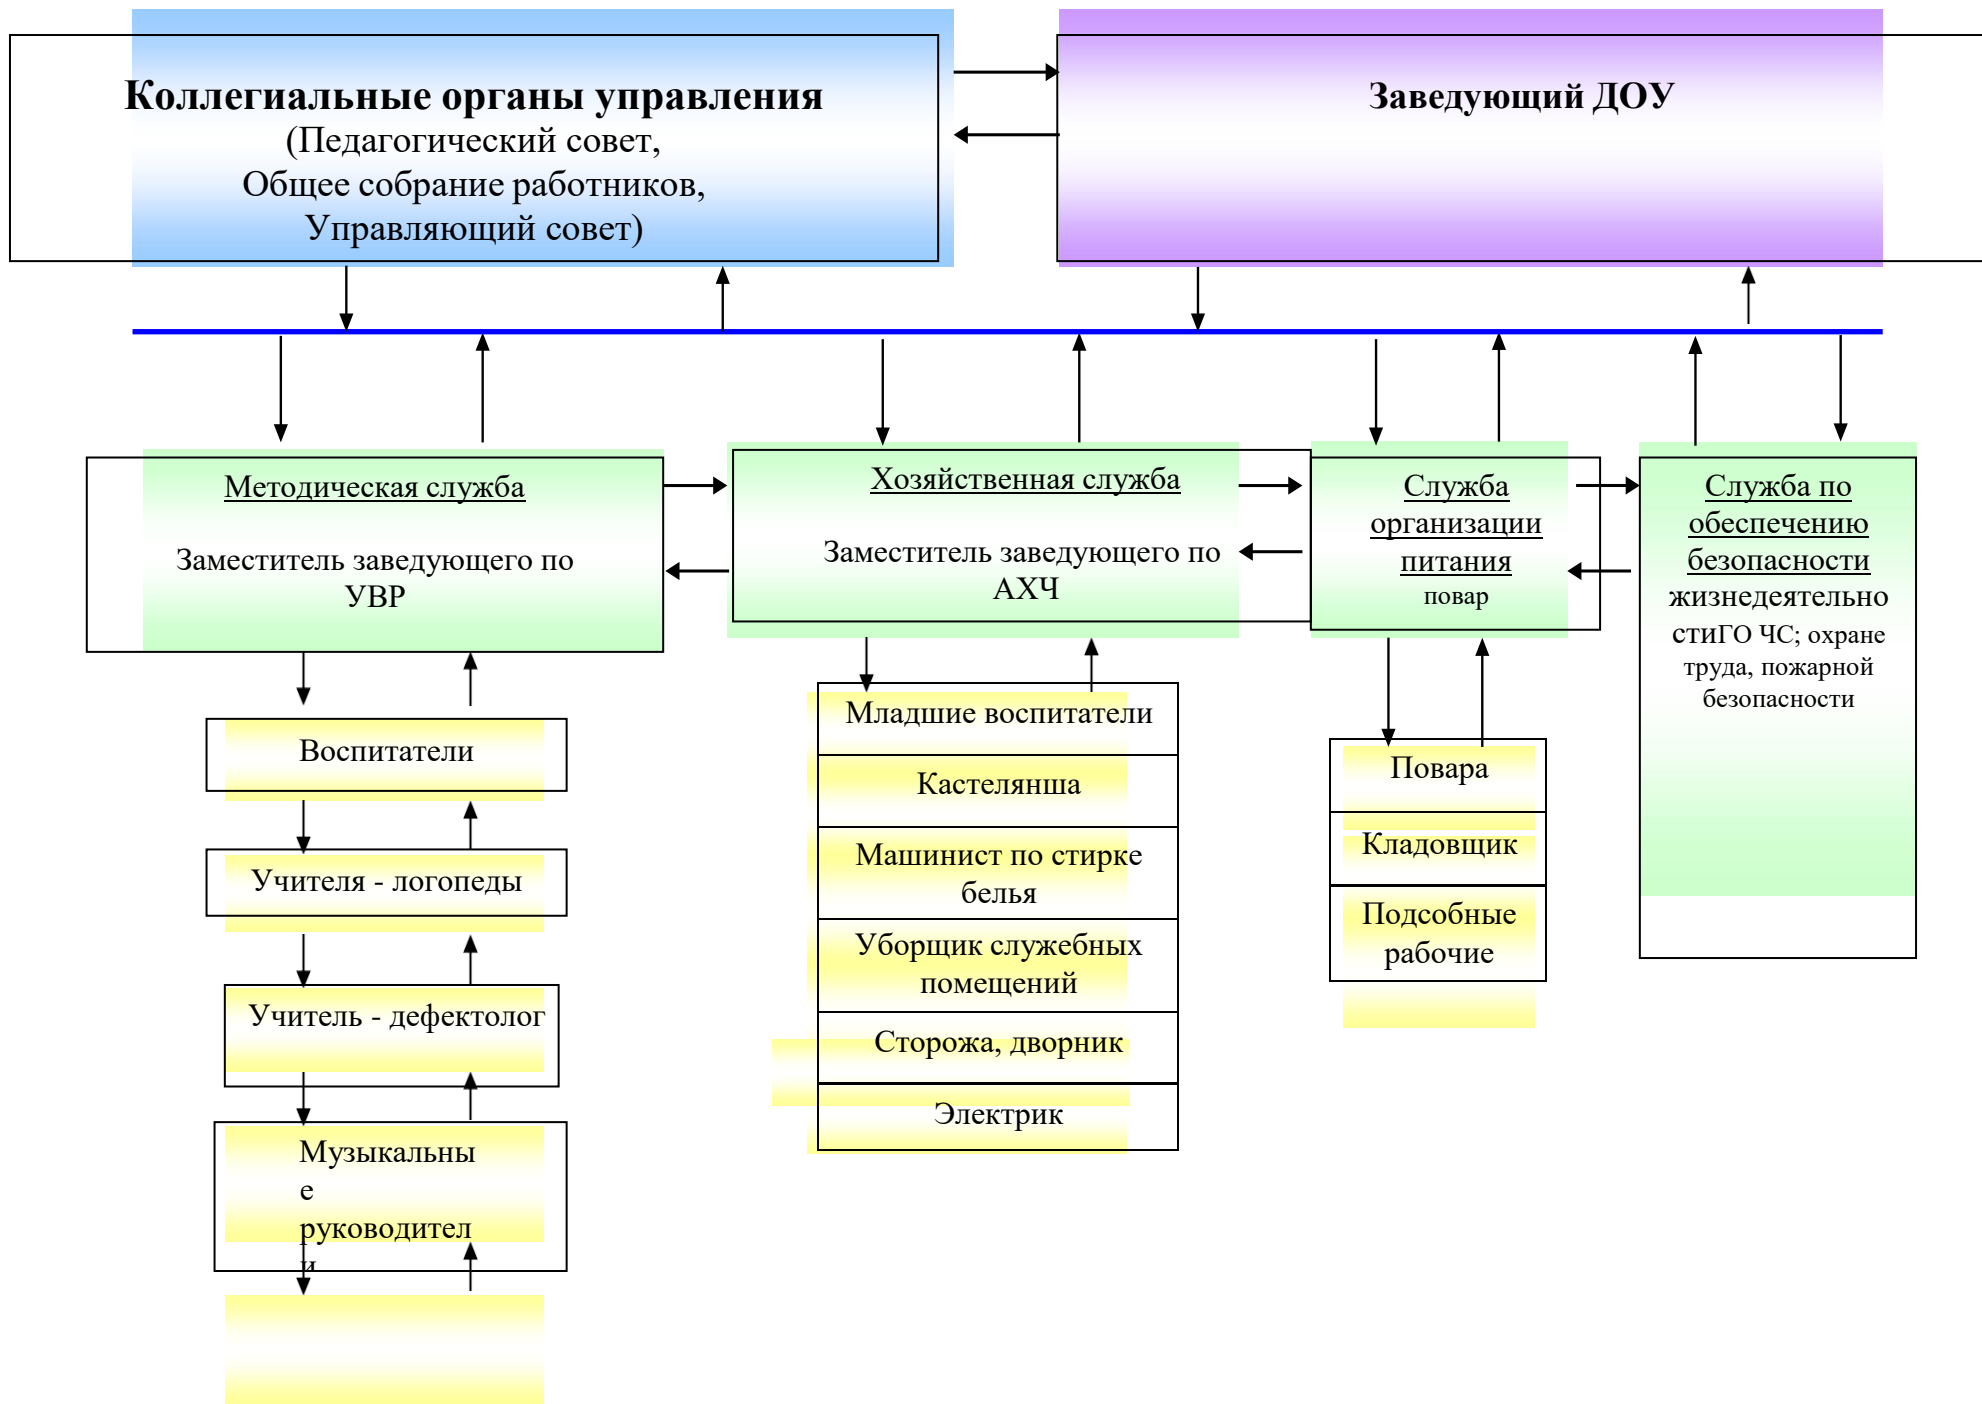 Коллегиальные органы управления
(Педагогический совет,
Общее собрание работников,
Управляющий совет)
Заведующий ДОУ
Методическая служба
Заместитель заведующего по
УВР
Хозяйственная служба
Заместитель заведующего по
АХЧ
Служба
организации
питания
повар
Служба по
обеспечению
безопасности
жизнедеятельно
стиГО ЧС; охране
труда, пожарной
безопасности
Воспитатели
Учителя - логопеды
Учитель - дефектолог
Музыкальны
е
руководител
и
Младшие воспитатели
Кастелянша
Машинист по стирке
белья
Уборщик служебных
помещений
Сторожа, дворник
Электрик
Повара
Кладовщик
Подсобные
рабочие